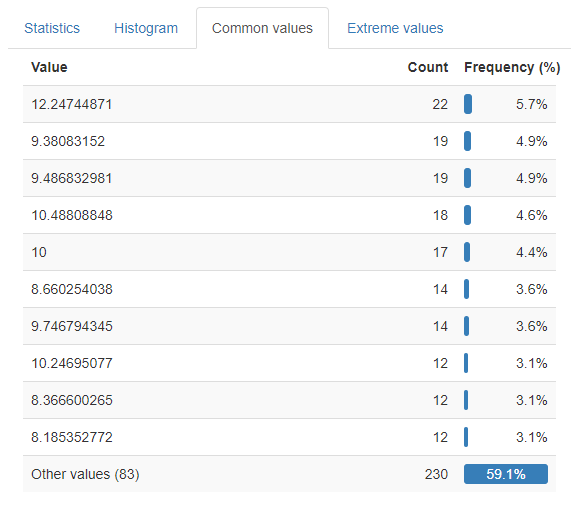 Statistics Histogram Common values Extreme values
Value Count Frequency (%)
12.24744871 22 5.7%
9.38083152 19 4.9%
9.486832981 19 4.9%
10.48808848 18 4.6%
10 17 4.4%
8.660254038 14 3.6%
9.746794345 14 3.6%
10.24695077 12 3.1%
8.366600265 12 3.1%
8.185352772 12 3.1%
Other values (83) 230 59.1%